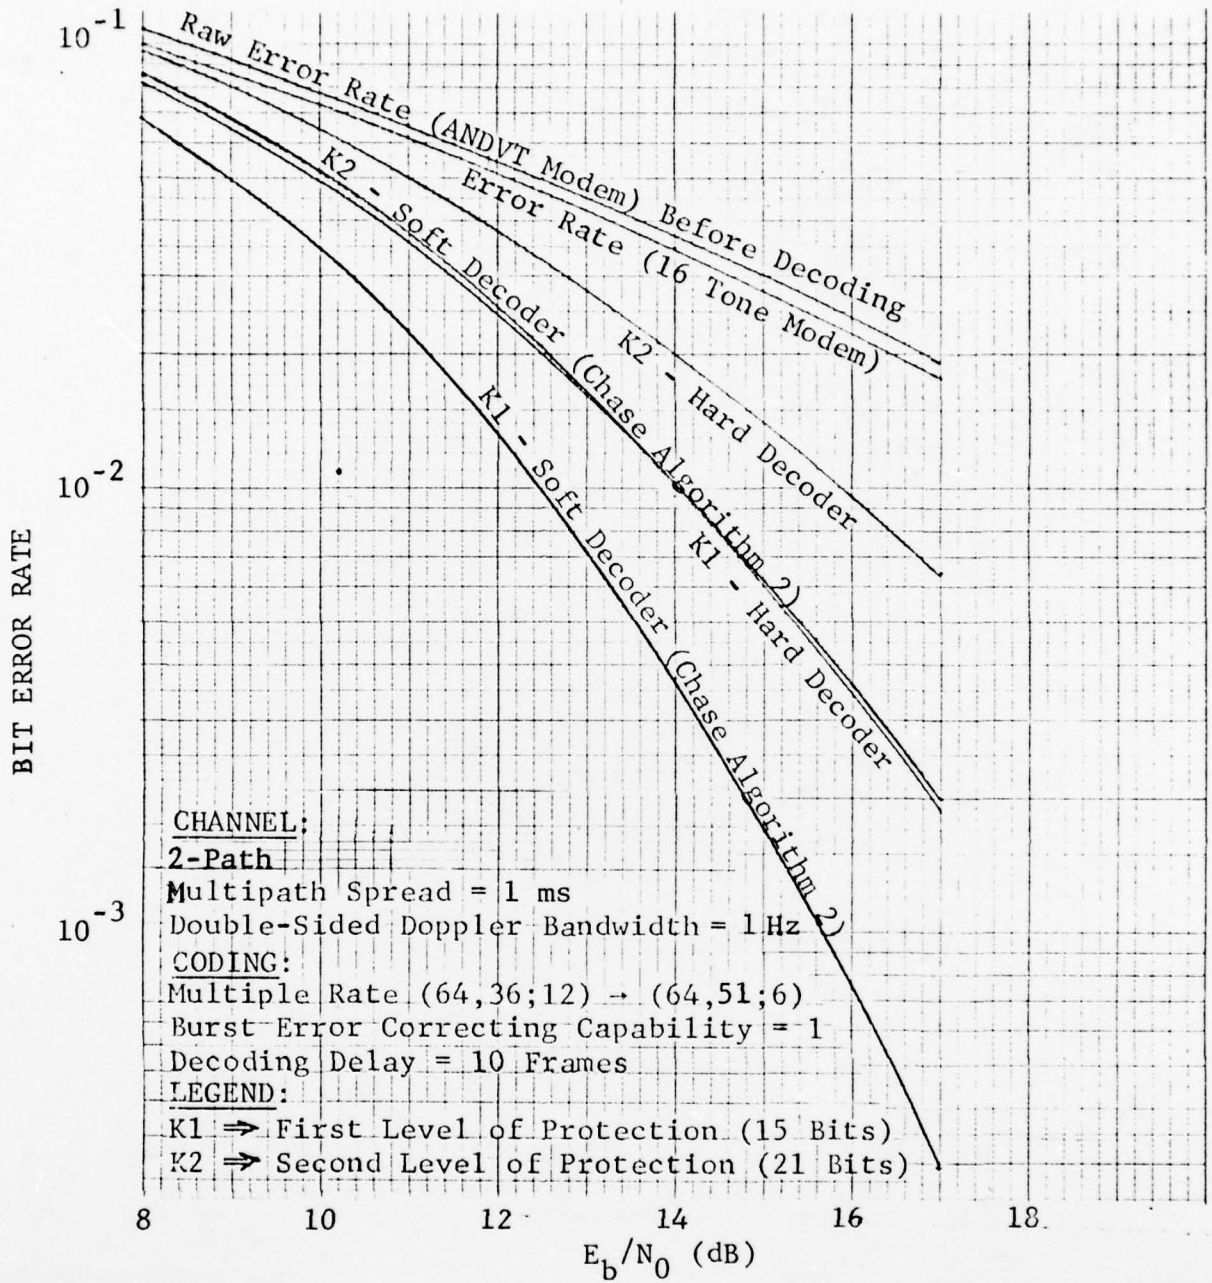 10-1
10-2
10-3
BIT ERROR RATE
Raw Error Rate (ANDVT Modem) Before Decoding
Error Rate (16 Tone Modem)
K2 - Soft Decoder (Chase Algorithm 2)
K2 - Hard Decoder
K1 - Hard Decoder
K1 - Soft Decoder (Chase Algorithm 2)
CHANNEL:
2-Path
Multipath Spread = 1 ms
Double-Sided Doppler Bandwidth = 1 Hz
CODING:
Multiple Rate (64,36;12) → (64,51;6)
Burst Error Correcting Capability = 1
Decoding Delay = 10 Frames
LEGEND:
K1 ⇒ First Level of Protection (15 Bits)
K2 ⇒ Second Level of Protection (21 Bits)
8 10 12 14 16 18
Eb/N0 (dB)